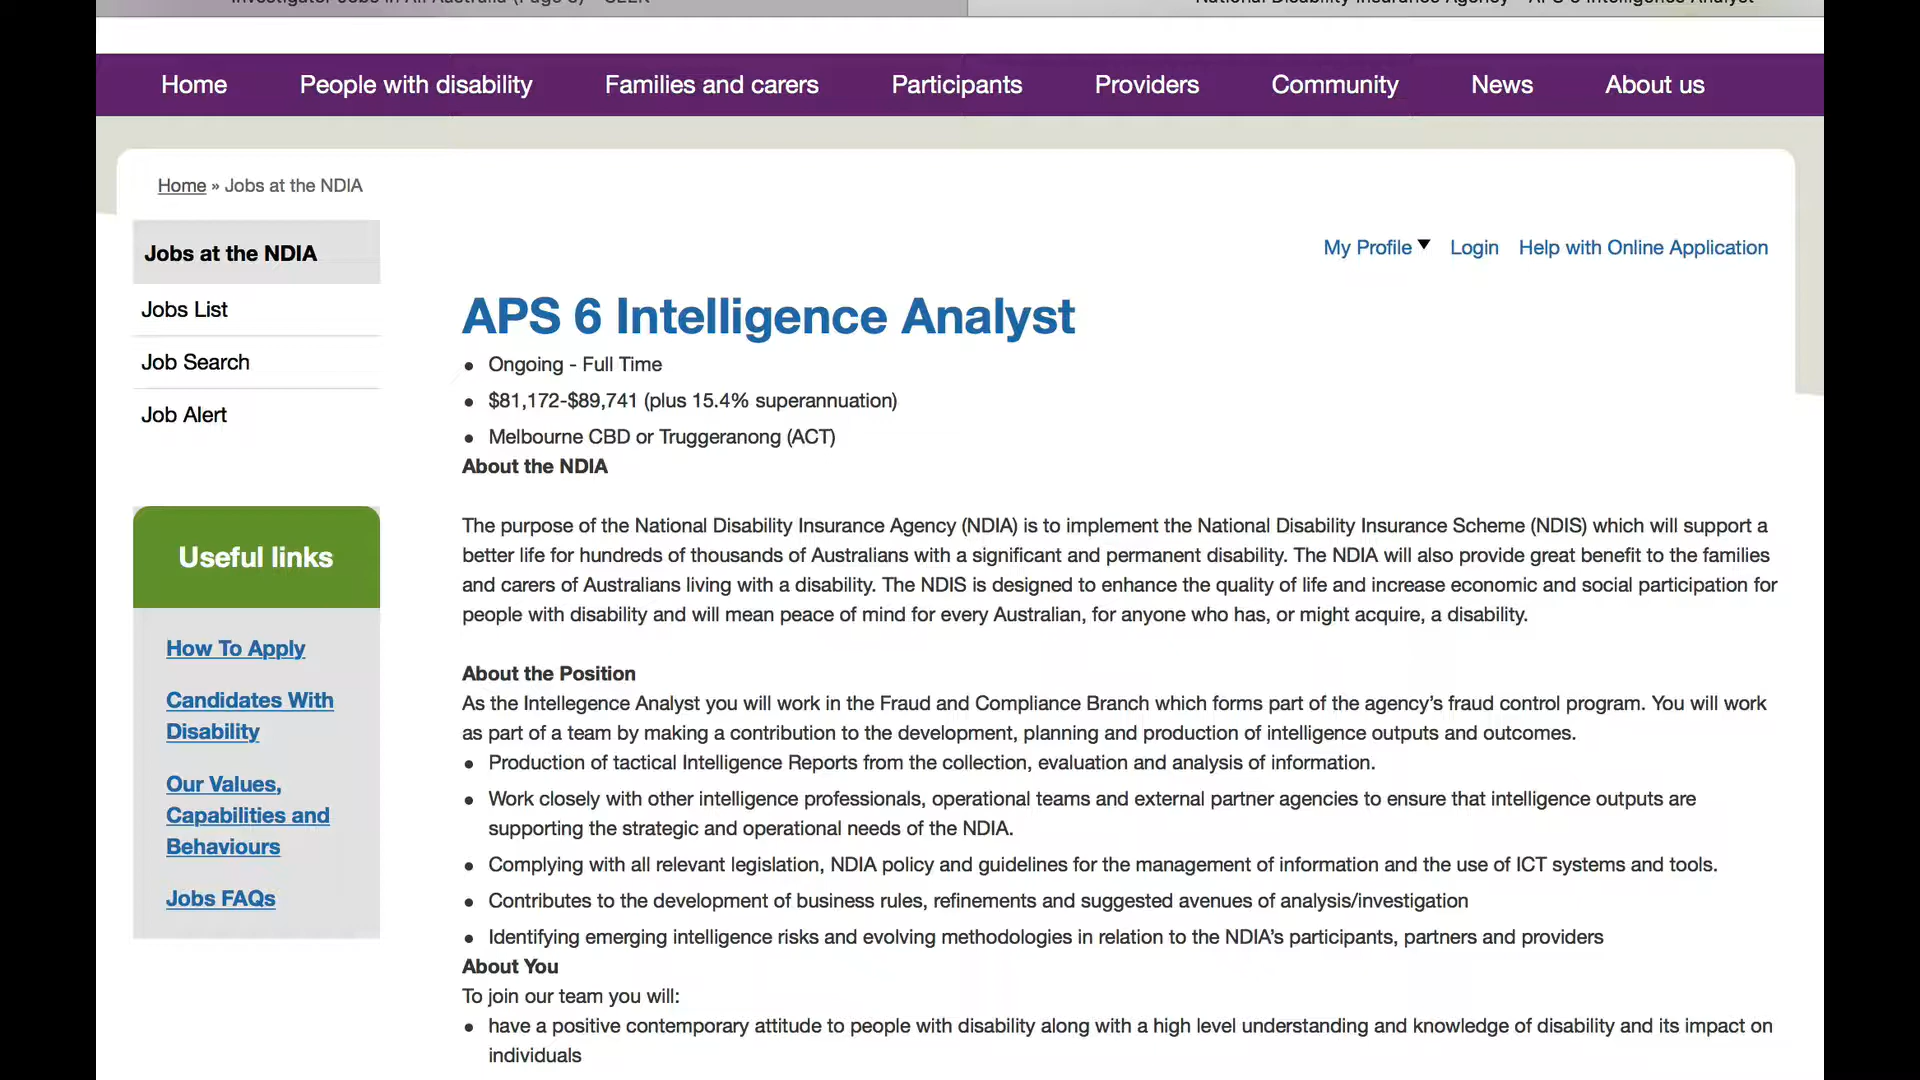 Investigator Jobs in All Australia (Page 3) - SEEK
National Disability Insurance Agency - APS 6 Intelligence Analyst
Home People with disability Families and carers Participants Providers Community News About us
Home » Jobs at the NDIA
Jobs at the NDIA
Jobs List
Job Search
Job Alert
Useful links
How To Apply
Candidates With
Disability
Our Values,
Capabilities and
Behaviours
Jobs FAQs
My Profile ▼ Login Help with Online Application
APS 6 Intelligence Analyst
• Ongoing - Full Time
• $81,172-$89,741 (plus 15.4% superannuation)
• Melbourne CBD or Truggeranong (ACT)
About the NDIA
The purpose of the National Disability Insurance Agency (NDIA) is to implement the National Disability Insurance Scheme (NDIS) which will support a
better life for hundreds of thousands of Australians with a significant and permanent disability. The NDIA will also provide great benefit to the families
and carers of Australians living with a disability. The NDIS is designed to enhance the quality of life and increase economic and social participation for
people with disability and will mean peace of mind for every Australian, for anyone who has, or might acquire, a disability.
About the Position
As the Intellegence Analyst you will work in the Fraud and Compliance Branch which forms part of the agency’s fraud control program. You will work
as part of a team by making a contribution to the development, planning and production of intelligence outputs and outcomes.
• Production of tactical Intelligence Reports from the collection, evaluation and analysis of information.
• Work closely with other intelligence professionals, operational teams and external partner agencies to ensure that intelligence outputs are
supporting the strategic and operational needs of the NDIA.
• Complying with all relevant legislation, NDIA policy and guidelines for the management of information and the use of ICT systems and tools.
• Contributes to the development of business rules, refinements and suggested avenues of analysis/investigation
• Identifying emerging intelligence risks and evolving methodologies in relation to the NDIA’s participants, partners and providers
About You
To join our team you will:
• have a positive contemporary attitude to people with disability along with a high level understanding and knowledge of disability and its impact on
individuals